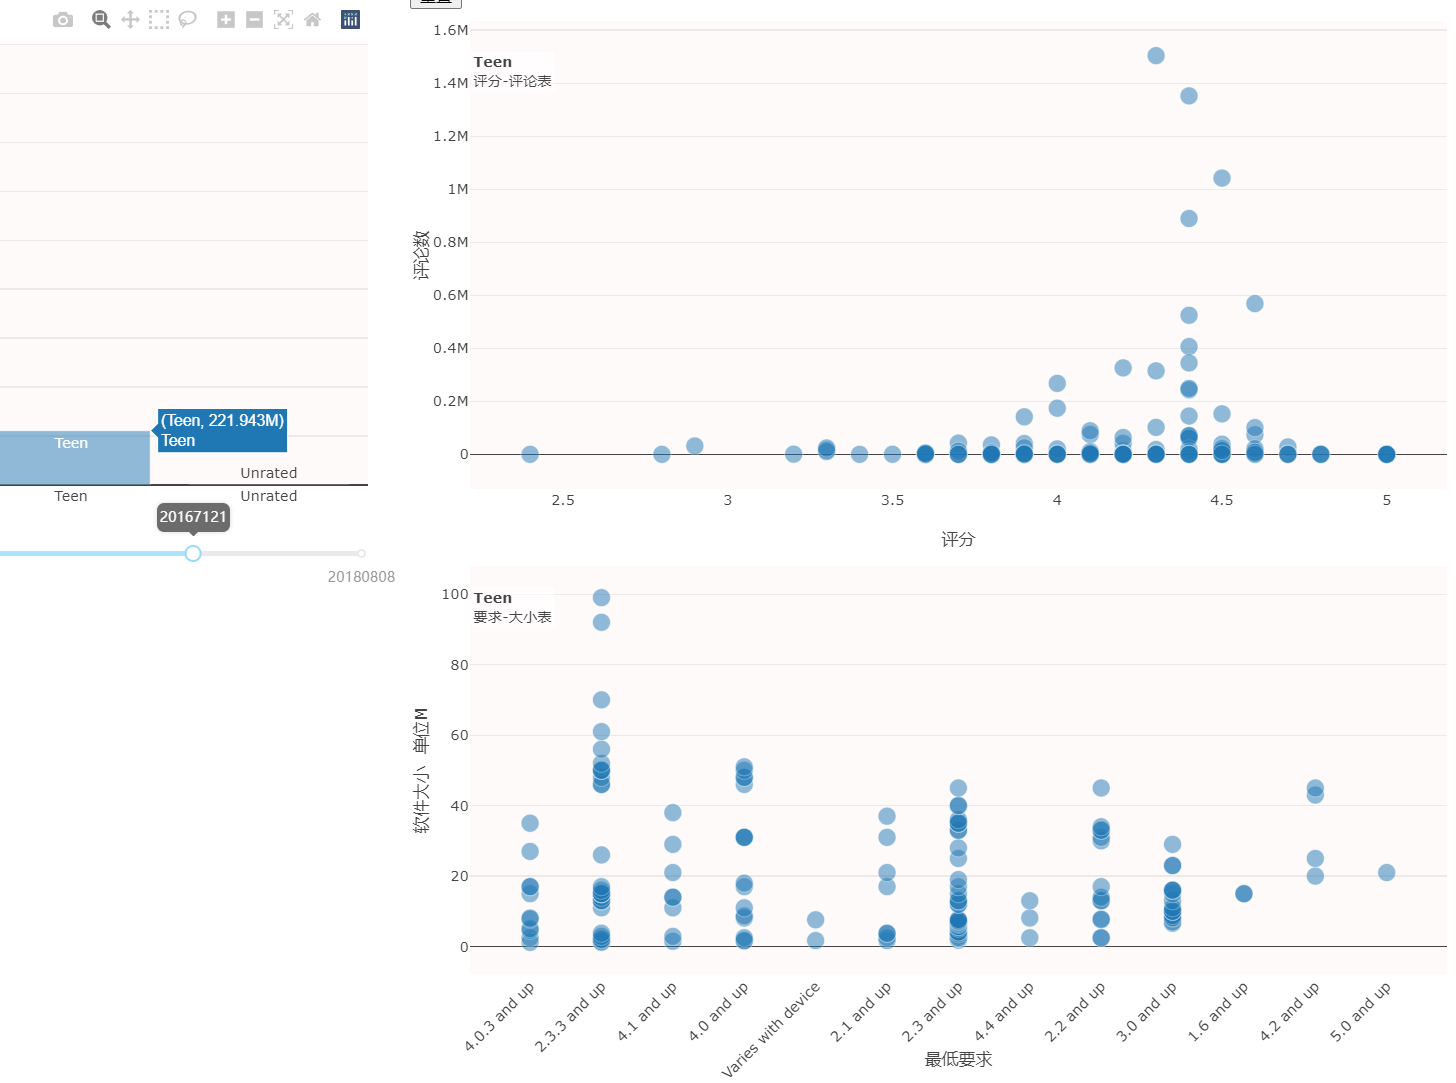 1.6M
Teen
评分-评论表
1.4M
1.2M
1M
0.8M
评论数
0.6M
0.4M
0.2M
0
2.5 3 3.5 4 4.5 5
评分
(Teen, 221.943M)
Teen
Teen
Unrated
Teen Unrated
20167121
20180808
100
Teen
要求-大小表
80
60
软件大小 单位M
40
20
0
4.0.3 and up
2.3.3 and up
4.1 and up
4.0 and up
Varies with device
2.1 and up
2.3 and up
4.4 and up
2.2 and up
3.0 and up
1.6 and up
4.2 and up
5.0 and up
最低要求